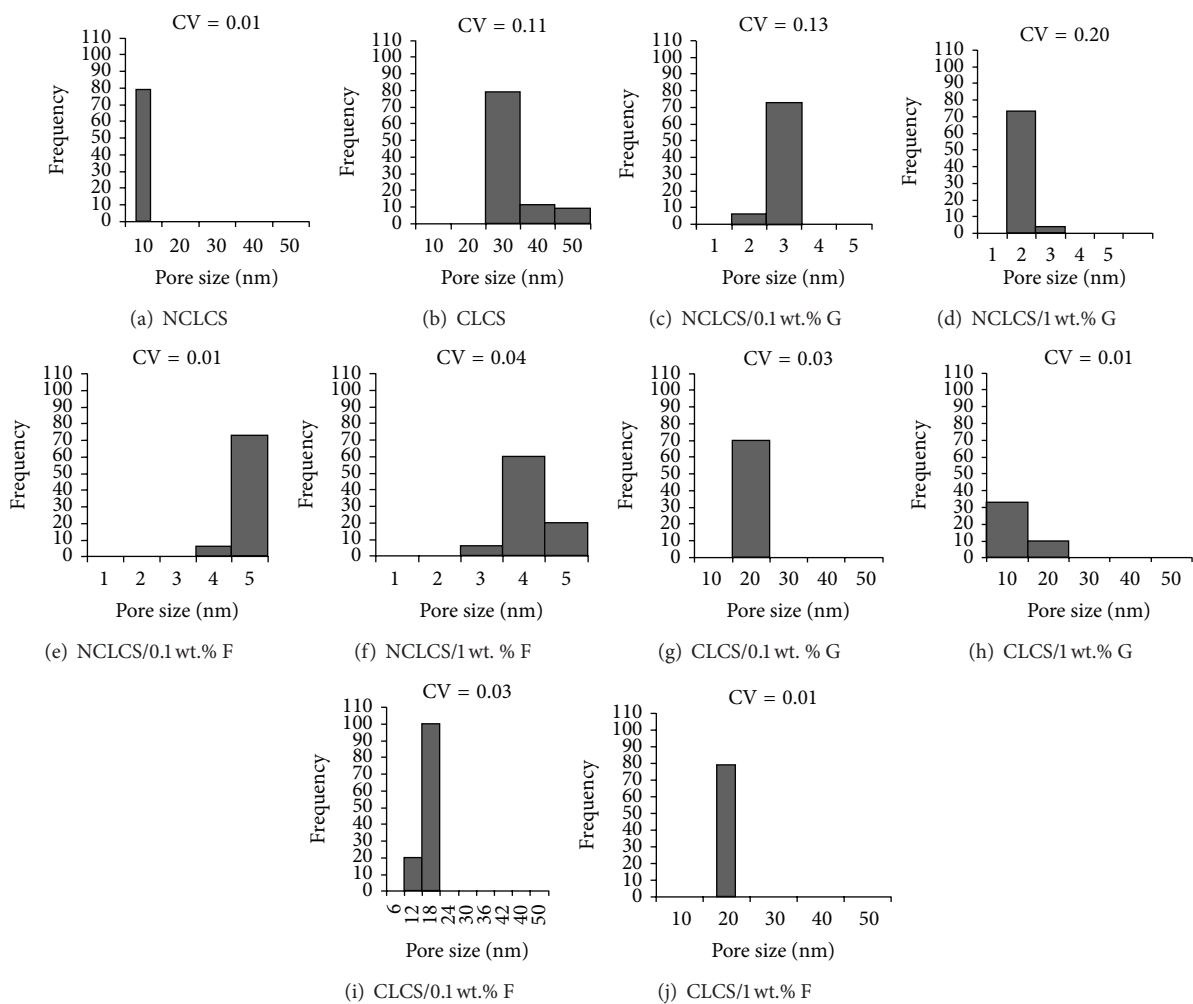 CV = 0.01
110
100
90
80
70
60
50
40
30
20
10
0
Frequency
10 20 30 40 50
Pore size (nm)
(a) NCLCS
CV = 0.11
110
100
90
80
70
60
50
40
30
20
10
0
Frequency
10 20 30 40 50
Pore size (nm)
(b) CLCS
CV = 0.13
110
100
90
80
70
60
50
40
30
20
10
0
Frequency
1 2 3 4 5
Pore size (nm)
(c) NCLCS/0.1 wt.% G
CV = 0.20
110
100
90
80
70
60
50
40
30
20
10
0
Frequency
1 2 3 4 5
Pore size (nm)
(d) NCLCS/1 wt.% G
CV = 0.01
110
100
90
80
70
60
50
40
30
20
10
0
Frequency
1 2 3 4 5
Pore size (nm)
(e) NCLCS/0.1 wt.% F
CV = 0.04
110
100
90
80
70
60
50
40
30
20
10
0
Frequency
1 2 3 4 5
Pore size (nm)
(f) NCLCS/1 wt. % F
CV = 0.03
110
100
90
80
70
60
50
40
30
20
10
0
Frequency
10 20 30 40 50
Pore size (nm)
(g) CLCS/0.1 wt. % G
CV = 0.01
110
100
90
80
70
60
50
40
30
20
10
0
Frequency
10 20 30 40 50
Pore size (nm)
(h) CLCS/1 wt.% G
CV = 0.03
110
100
90
80
70
60
50
40
30
20
10
0
Frequency
6 12 18 24 30 36 42 40 50
Pore size (nm)
(i) CLCS/0.1 wt.% F
CV = 0.01
110
100
90
80
70
60
50
40
30
20
10
0
Frequency
10 20 30 40 50
Pore size (nm)
(j) CLCS/1 wt.% F